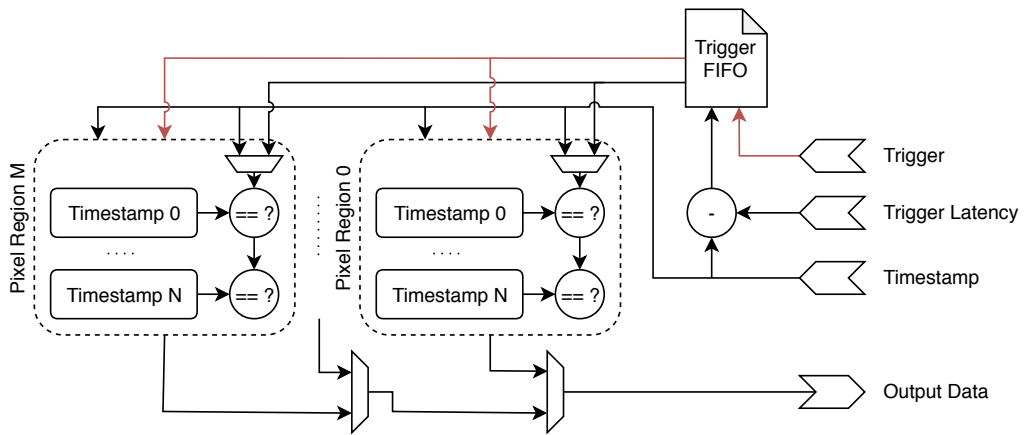 Trigger
FIFO
Trigger
Trigger Latency
Timestamp
Output Data
-
Pixel Region M
Timestamp 0
== ?
. . . .
Timestamp N
== ?
Pixel Region 0
Timestamp 0
== ?
. . . .
Timestamp N
== ?